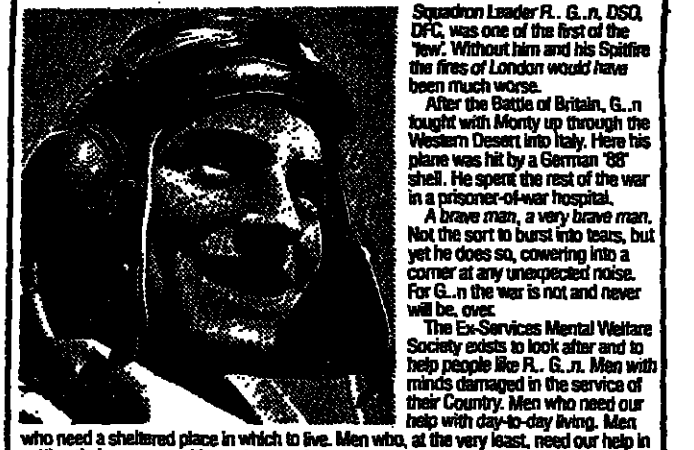 Squadron Leader R.. G..n, DSO,
DFC, was one of the first of the
'few'. Without him and his Spitfire
the fires of London would have
been much worse.
After the Battle of Britain, G..n
fought with Monty up through the
Western Desert into Italy. Here his
plane was hit by a German '88'
shell. He spent the rest of the war
in a prisoner-of-war hospital.
A brave man, a very brave man.
Not the sort to burst into tears, but
yet he does so, cowering into a
corner at any unexpected noise.
For G..n the war is not and never
will be, over.
The Ex-Services Mental Welfare
Society exists to look after and to
help people like R.. G..n. Men with
minds damaged in the service of
their Country. Men who need our
help with day-to-day living. Men
who need a sheltered place in which to live. Men who, at the very least, need our help in